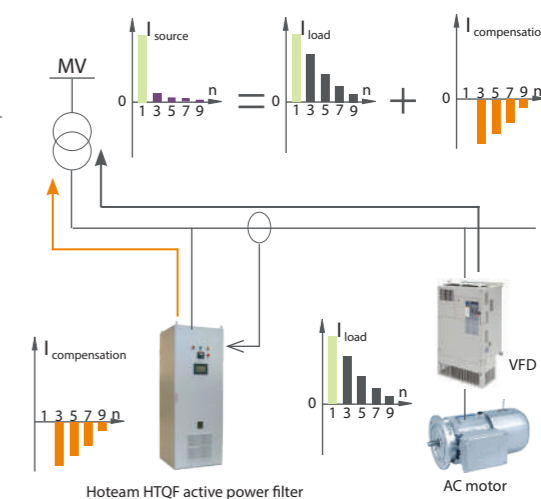 I source
I load
I compensatio
MV
0
n
=
0
n
+
0
1 3 5 7 9 n
1 3 5 7 9
1 3 5 7 9
I compensation
I load
VFD
1 3 5 7 9 n
0
n
1 3 5 7 9
AC motor
Hoteam HTQF active power filter